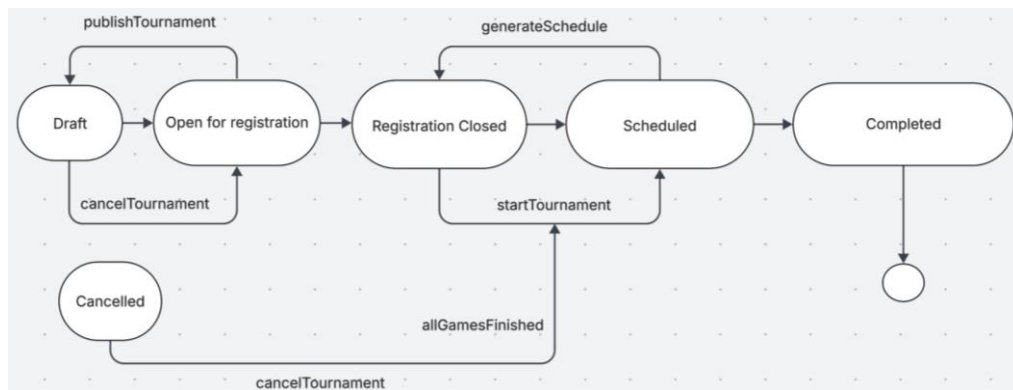 publishTournament
generateSchedule
Draft
Open for registration
Registration Closed
Scheduled
Completed
cancelTournament
startTournament
Cancelled
allGamesFinished
cancelTournament